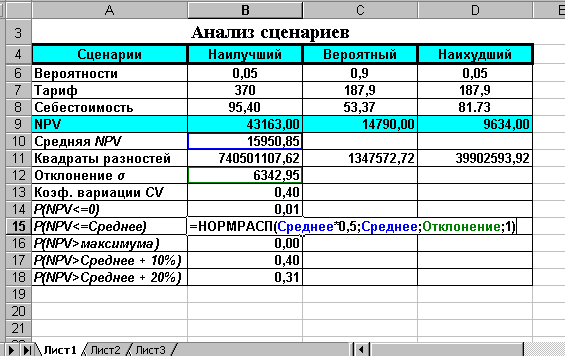 A B C D E
3 Анализ сценариев
4 Сценарии Наилучший Вероятный Наихудший
6 Вероятности 0,05 0,9 0,05
7 Тариф 370 187,9 187,9
8 Себестоимость 95,40 53,37 81.73
9 NPV 43163,00 14790,00 9634,00
10 Средняя NPV 15950,85
11 Квадраты разностей 740501107,62 1347572,72 39902593,92
12 Отклонение σ 6342,95
13 Коэф. вариации CV 0,40
14 P(NPV<=0) 0,01
15 P(NPV<=Среднее) =НОРМРАСП(Среднее*0,5;Среднее;Отклонение;1)
16 P(NPV>максимума) 0,00
17 P(NPV>Среднее + 10%) 0,40
18 P(NPV>Среднее + 20%) 0,31
19
20
21
Лист1 Лист2 Лист3